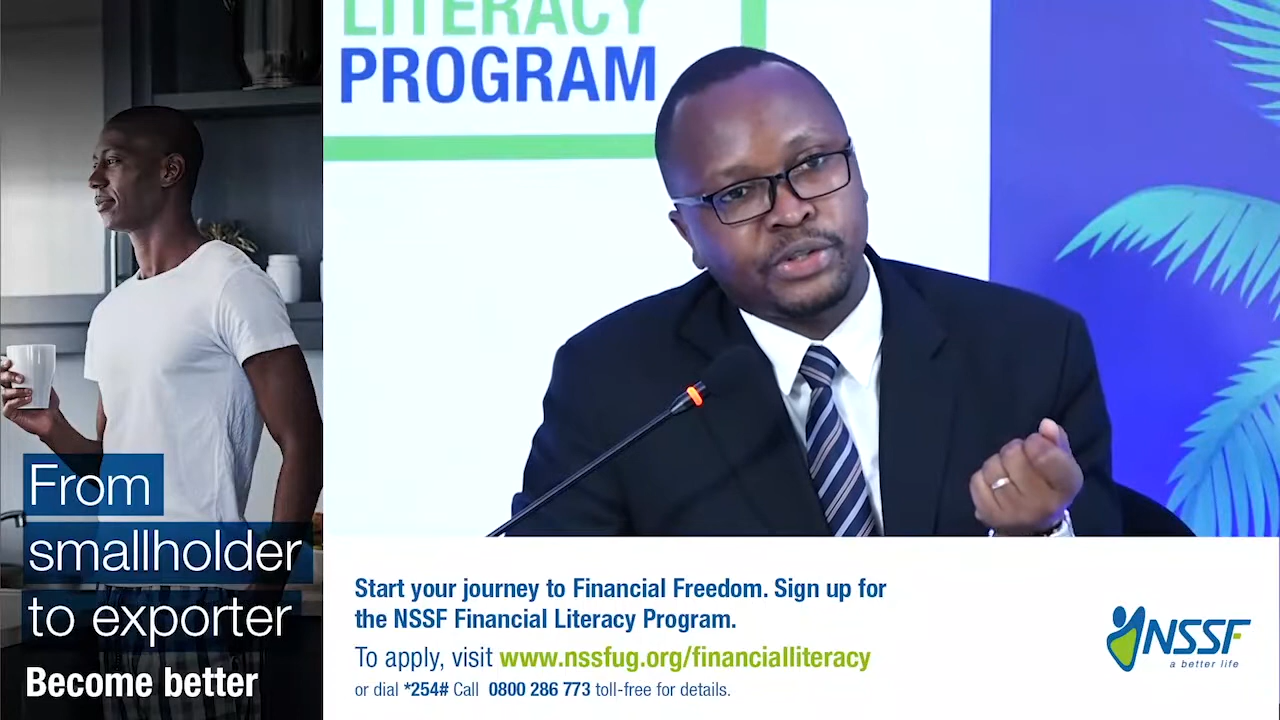 LITERACY
PROGRAM
From
smallholder
to exporter
Become better
Start your journey to Financial Freedom. Sign up for
the NSSF Financial Literacy Program.
To apply, visit www.nssfug.org/financialliteracy
or dial *254# Call 0800 286 773 toll-free for details.
NSSF
a better life